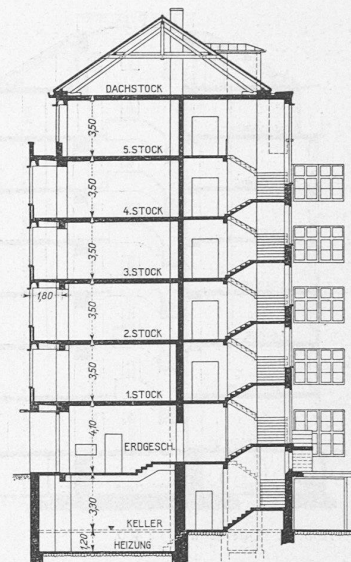 DACHSTOCK
3,50
5.STOCK
3,50
4.STOCK
3,50
3.STOCK
1,80
3,50
2.STOCK
3,50
1.STOCK
4,10
ERDGESCH.
3,30
KELLER
1,20
HEIZUNG